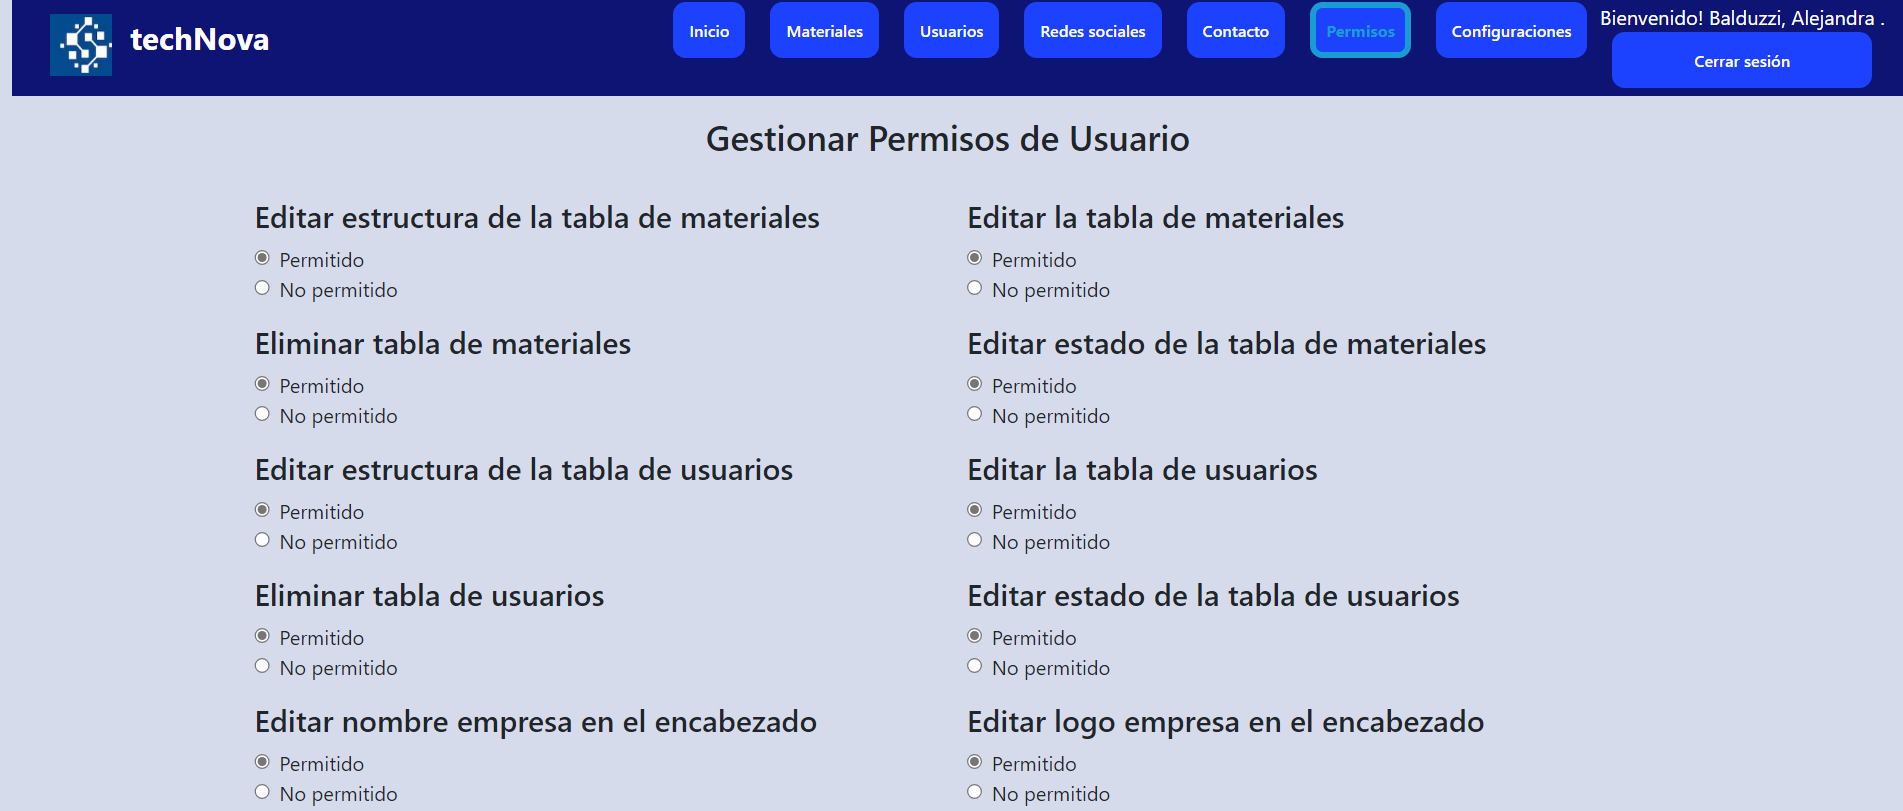 techNova
Inicio
Materiales
Usuarios
Redes sociales
Contacto
Permisos
Configuraciones
Bienvenido! Balduzzi, Alejandra .
Cerrar sesión
Gestionar Permisos de Usuario
Editar estructura de la tabla de materiales
Permitido
No permitido
Editar la tabla de materiales
Permitido
No permitido
Eliminar tabla de materiales
Permitido
No permitido
Editar estado de la tabla de materiales
Permitido
No permitido
Editar estructura de la tabla de usuarios
Permitido
No permitido
Editar la tabla de usuarios
Permitido
No permitido
Eliminar tabla de usuarios
Permitido
No permitido
Editar estado de la tabla de usuarios
Permitido
No permitido
Editar nombre empresa en el encabezado
Permitido
No permitido
Editar logo empresa en el encabezado
Permitido
No permitido